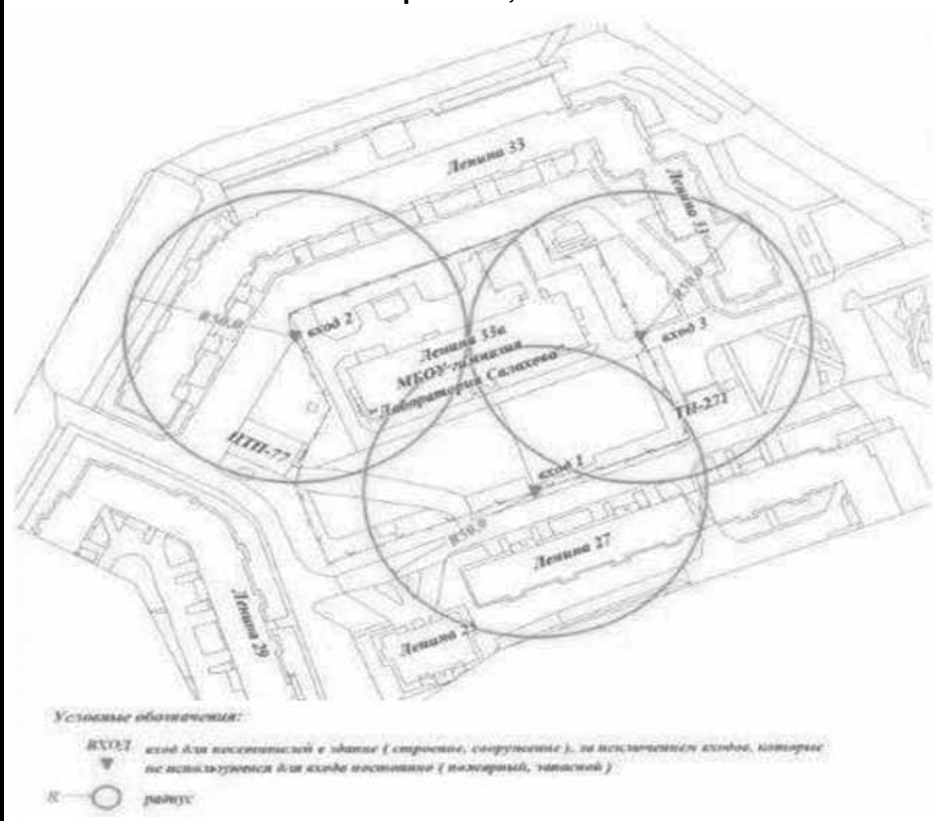 Ленина 33
Ленина 33
R50,0
R50,0
вход 2
вход 3
Ленина 33а
МБОУ-гимназия
"Лаборатория Салахова"
ЦТП-77
ТП-271
вход 1
R50,0
Ленина 27
Ленина 29
Ленина 25
Условные обозначения:
ВХОД вход для посетителей в здание ( строение, сооружение ), за исключением входов, которые
не используются для входа постоянно ( пожарный, запасной )
R радиус